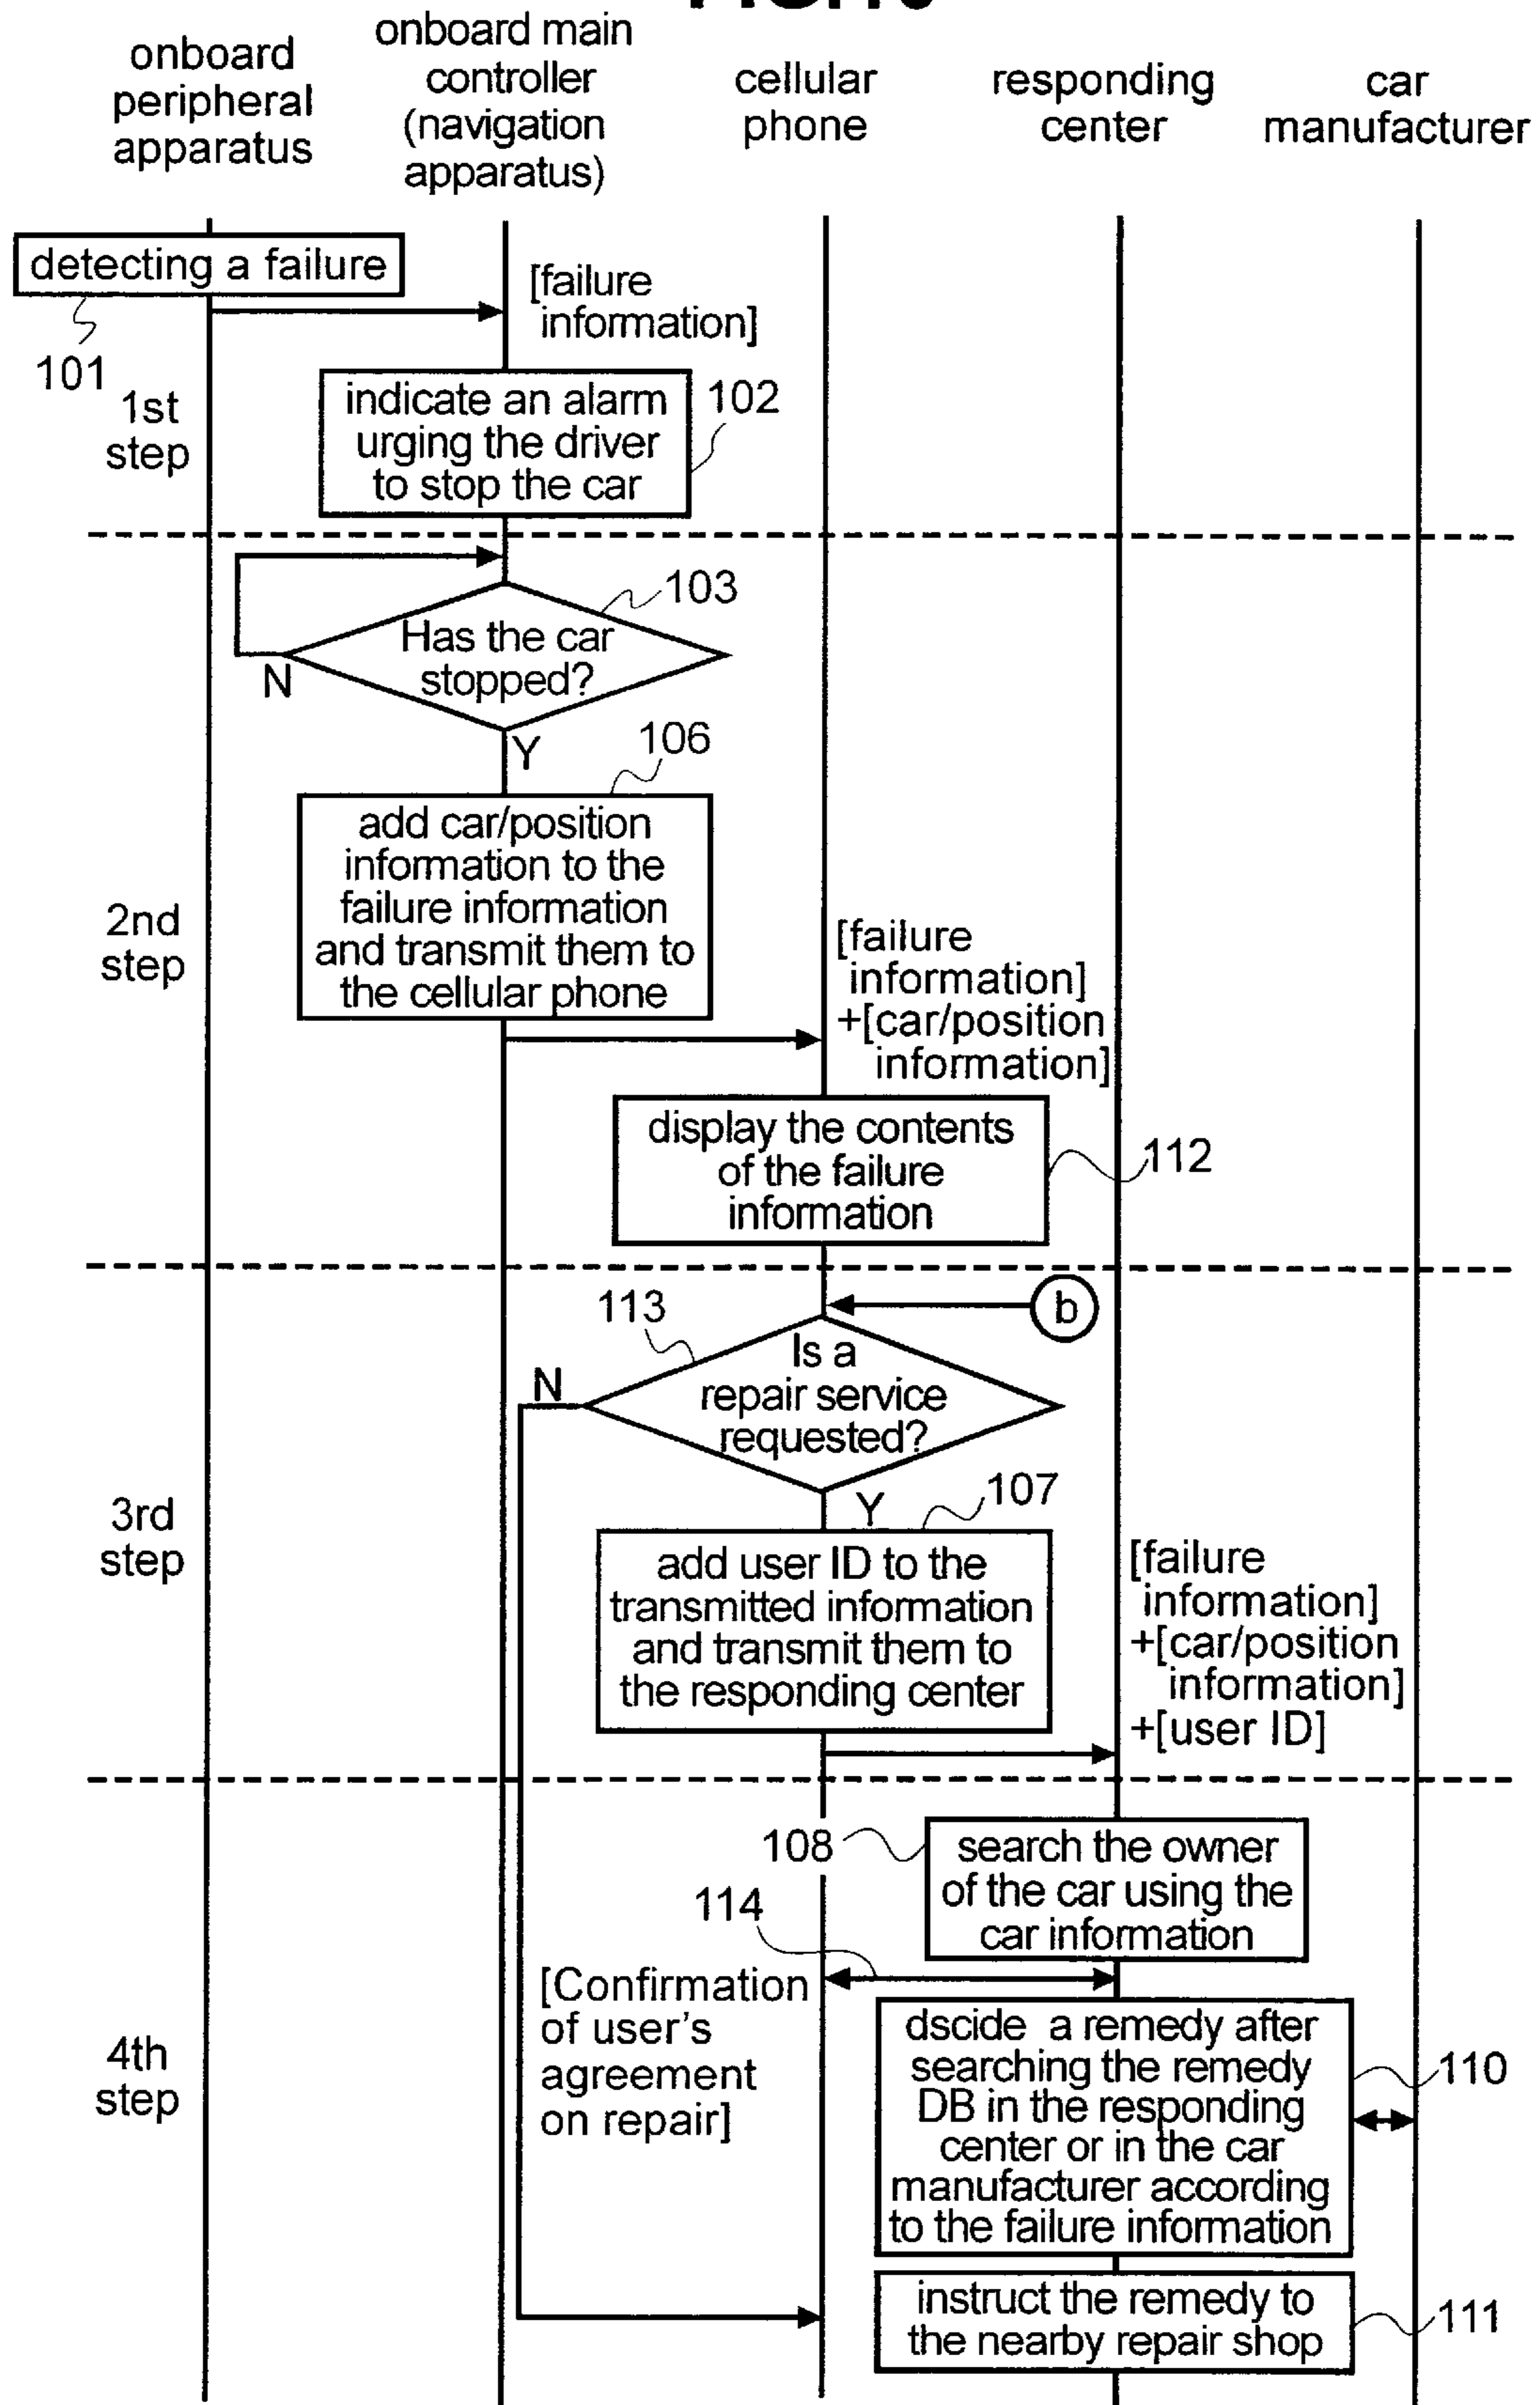 onboard
peripheral
apparatus
onboard main
controller
(navigation
apparatus)
cellular
phone
responding
center
car
manufacturer
detecting a failure
[failure
information]
101
1st
step
indicate an alarm
urging the driver
to stop the car
102
103
Has the car
stopped?
N
Y
106
add car/position
information to the
failure information
and transmit them to
the cellular phone
2nd
step
[failure
information]
+[car/position
information]
display the contents
of the failure
information
112
b
113
Is a
repair service
requested?
N
Y
107
3rd
step
add user ID to the
transmitted information
and transmit them to
the responding center
[failure
information]
+[car/position
information]
+[user ID]
108
search the owner
of the car using the
car information
114
[Confirmation
of user's
agreement
on repair]
4th
step
dscide a remedy after
searching the remedy
DB in the responding
center or in the car
manufacturer according
to the failure information
110
instruct the remedy to
the nearby repair shop
111